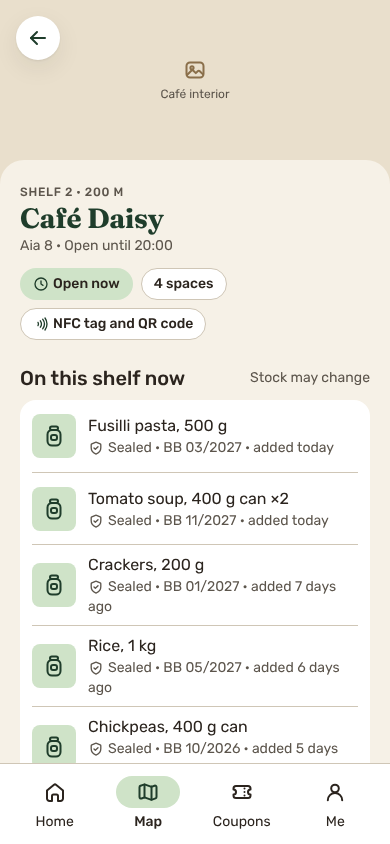 Café interior
SHELF 2 • 200 M
Café Daisy
Aia 8 • Open until 20:00
Open now
4 spaces
NFC tag and QR code
On this shelf now
Stock may change
Fusilli pasta, 500 g
Sealed • BB 03/2027 • added today
Tomato soup, 400 g can ×2
Sealed • BB 11/2027 • added today
Crackers, 200 g
Sealed • BB 01/2027 • added 7 days
ago
Rice, 1 kg
Sealed • BB 05/2027 • added 6 days
ago
Chickpeas, 400 g can
Sealed • BB 10/2026 • added 5 days
Home
Map
Coupons
Me